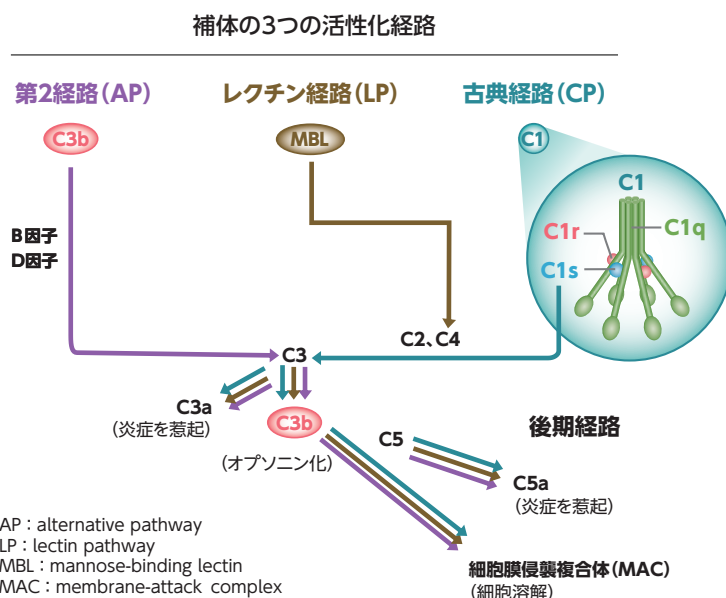 補体の3つの活性化経路
第2経路(AP)
レクチン経路(LP)
古典経路(CP)
C3b
MBL
C1
C1
C1r
C1q
C1s
B因子
D因子
C2、C4
C3
C3a
(炎症を惹起)
C3b
(オプソニン化)
C5
後期経路
C5a
(炎症を惹起)
細胞膜侵襲複合体(MAC)
(細胞溶解)
AP:alternative pathway
LP:lectin pathway
MBL:mannose-binding lectin
MAC:membrane-attack complex